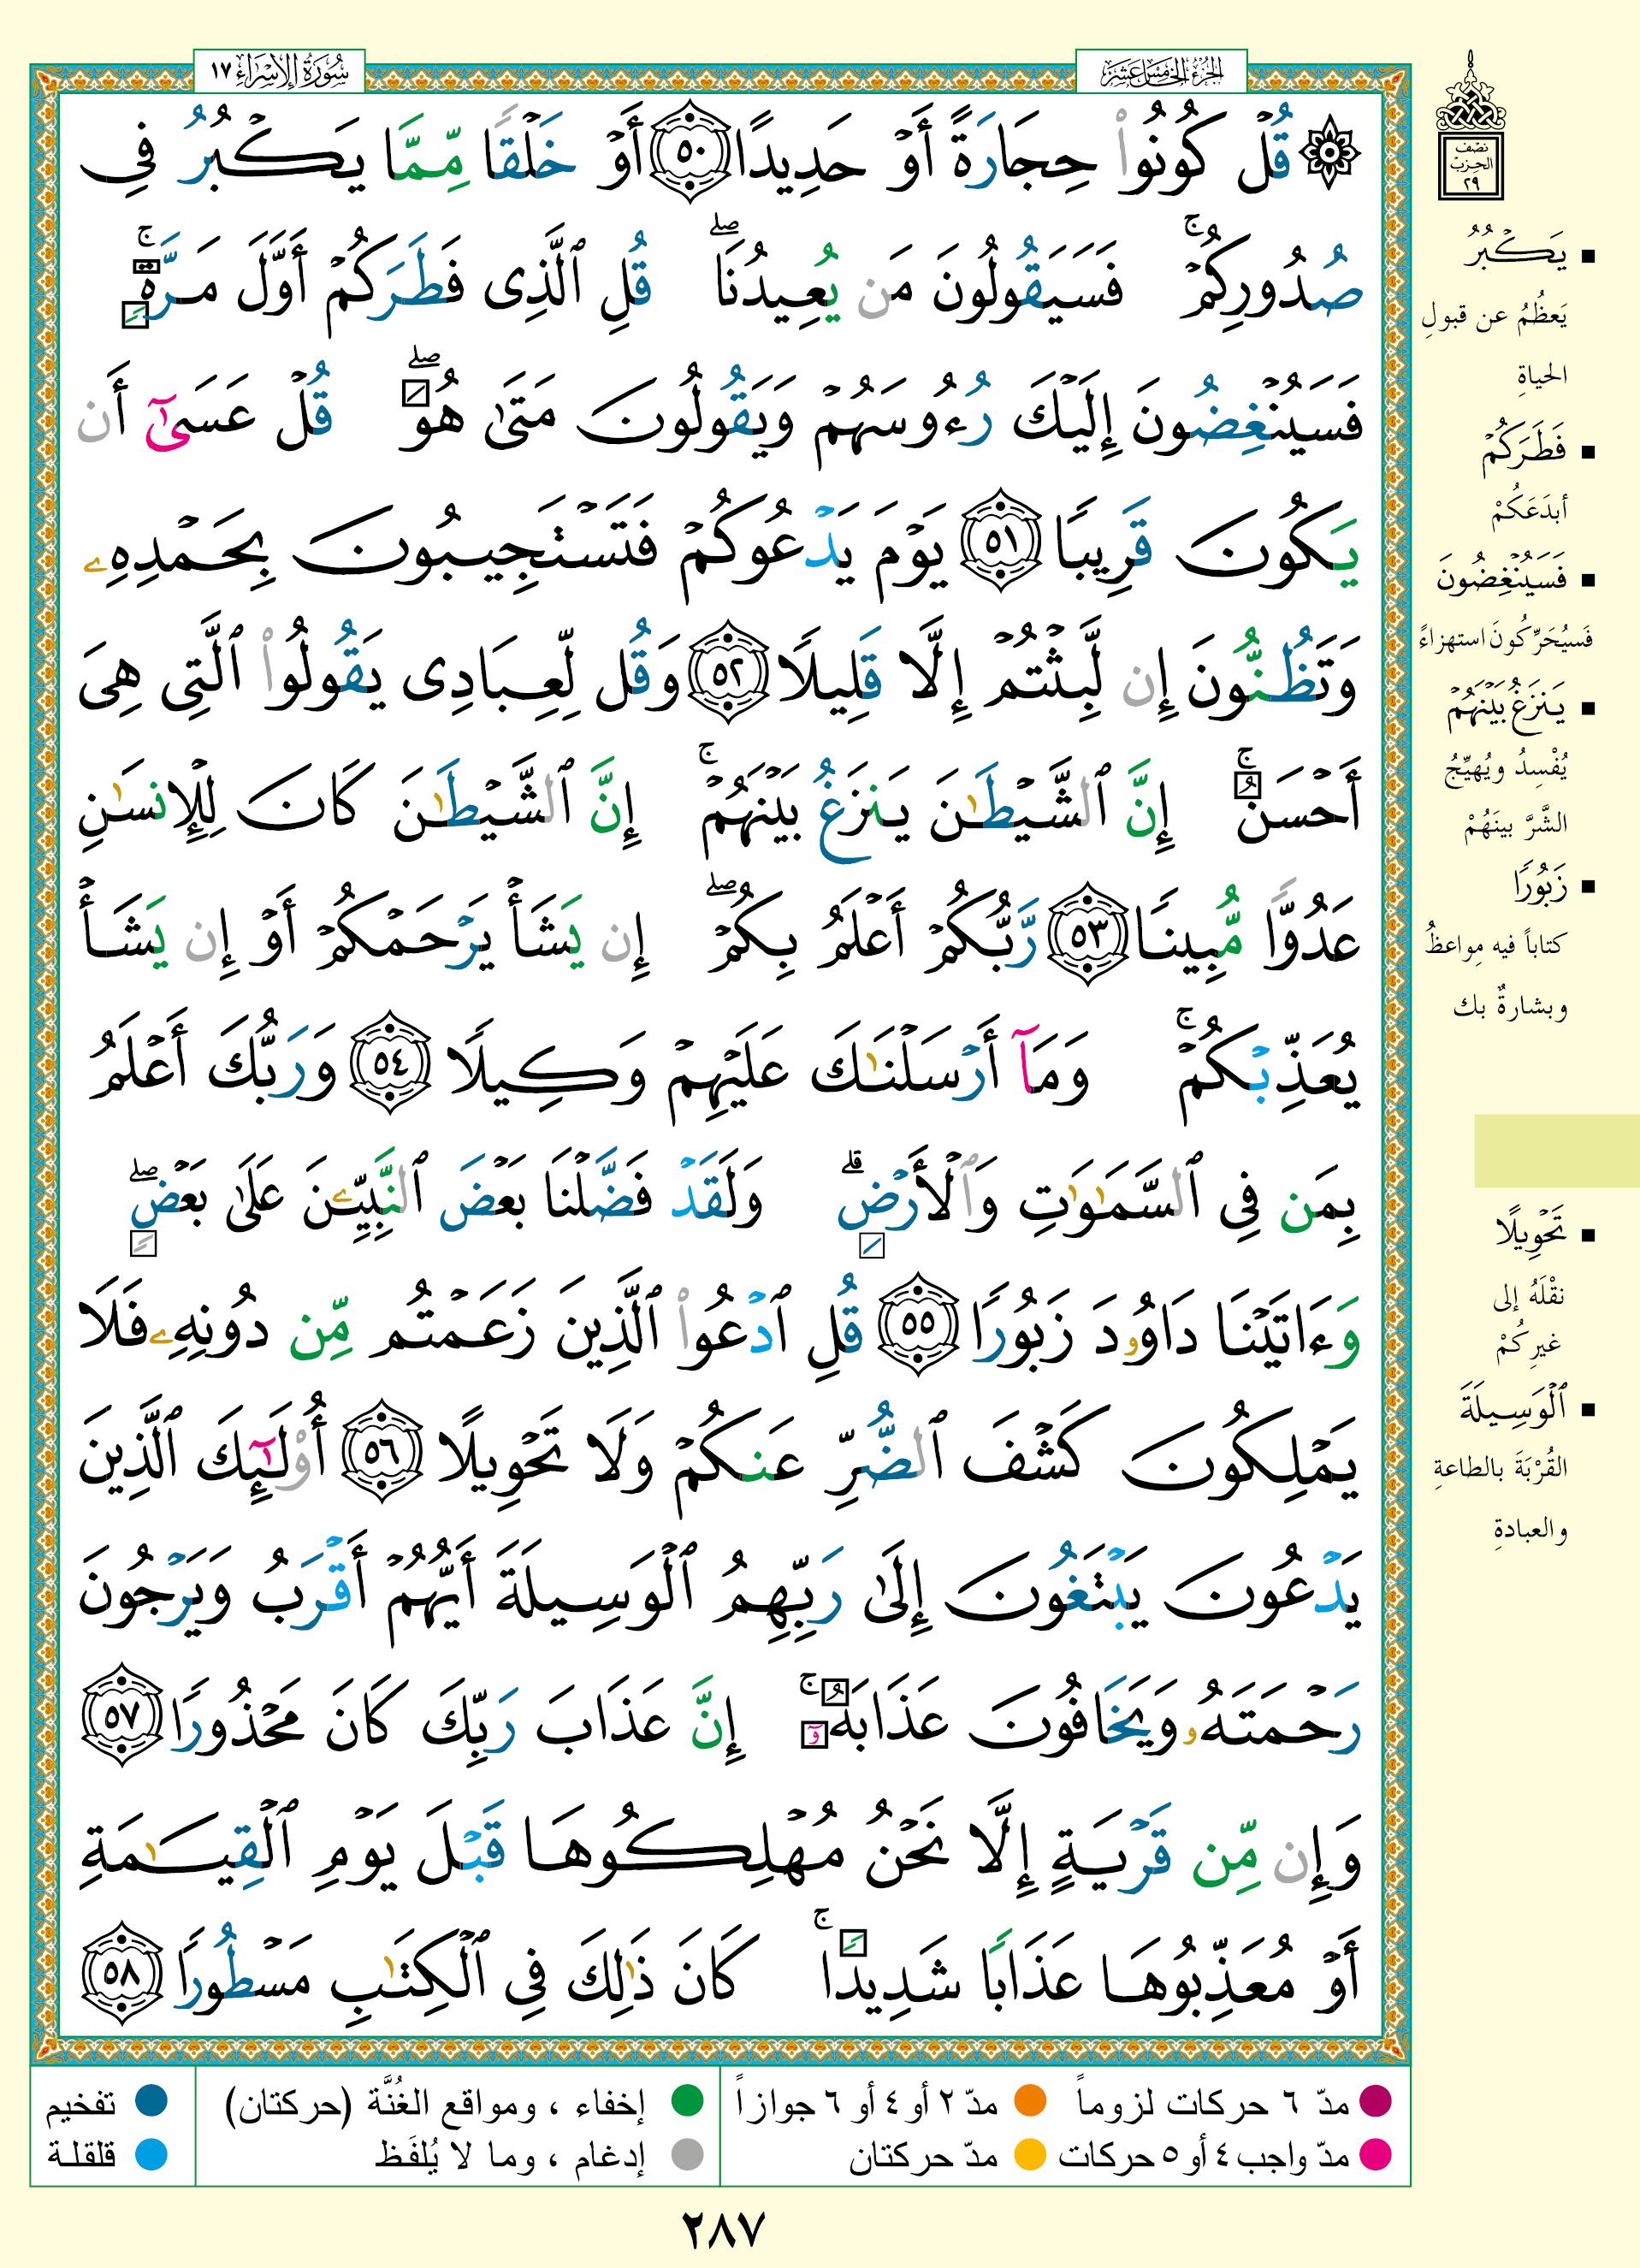 الجزء الخامس عشر
سورة الإسراء ١٧
۞ قُلۡ كُونُواْ حِجَارَةً أَوۡ حَدِيدًا ٥٠ أَوۡ خَلۡقٗا مِّمَّا يَكۡبُرُ فِي
صُدُورِكُمۡۚ فَسَيَقُولُونَ مَن يُعِيدُنَاۖ قُلِ ٱلَّذِي فَطَرَكُمۡ أَوَّلَ مَرَّةٖۚ
فَسَيُنۡغِضُونَ إِلَيۡكَ رُءُوسَهُمۡ وَيَقُولُونَ مَتَىٰ هُوَۖ قُلۡ عَسَىٰٓ أَن
يَكُونَ قَرِيبٗا ٥١ يَوۡمَ يَدۡعُوكُمۡ فَتَسۡتَجِيبُونَ بِحَمۡدِهِۦ
وَتَظُنُّونَ إِن لَّبِثۡتُمۡ إِلَّا قَلِيلٗا ٥٢ وَقُل لِّعِبَادِي يَقُولُواْ ٱلَّتِي هِيَ
أَحۡسَنُۚ إِنَّ ٱلشَّيۡطَٰنَ يَنزَغُ بَيۡنَهُمۡۚ إِنَّ ٱلشَّيۡطَٰنَ كَانَ لِلۡإِنسَٰنِ
عَدُوّٗا مُّبِينٗا ٥٣ رَّبُّكُمۡ أَعۡلَمُ بِكُمۡۖ إِن يَشَأۡ يَرۡحَمۡكُمۡ أَوۡ إِن يَشَأۡ
يُعَذِّبۡكُمۡۚ وَمَآ أَرۡسَلۡنَٰكَ عَلَيۡهِمۡ وَكِيلٗا ٥٤ وَرَبُّكَ أَعۡلَمُ
بِمَن فِي ٱلسَّمَٰوَٰتِ وَٱلۡأَرۡضِۗ وَلَقَدۡ فَضَّلۡنَا بَعۡضَ ٱلنَّبِيِّـۧنَ عَلَىٰ بَعۡضٖۖ
وَءَاتَيۡنَا دَاوُۥدَ زَبُورٗا ٥٥ قُلِ ٱدۡعُواْ ٱلَّذِينَ زَعَمۡتُم مِّن دُونِهِۦ فَلَا
يَمۡلِكُونَ كَشۡفَ ٱلضُّرِّ عَنكُمۡ وَلَا تَحۡوِيلًا ٥٦ أُوْلَٰٓئِكَ ٱلَّذِينَ
يَدۡعُونَ يَبۡتَغُونَ إِلَىٰ رَبِّهِمُ ٱلۡوَسِيلَةَ أَيُّهُمۡ أَقۡرَبُ وَيَرۡجُونَ
رَحۡمَتَهُۥ وَيَخَافُونَ عَذَابَهُۥٓۚ إِنَّ عَذَابَ رَبِّكَ كَانَ مَحۡذُورٗا ٥٧
وَإِن مِّن قَرۡيَةٍ إِلَّا نَحۡنُ مُهۡلِكُوهَا قَبۡلَ يَوۡمِ ٱلۡقِيَٰمَةِ
أَوۡ مُعَذِّبُوهَا عَذَابٗا شَدِيدٗاۚ كَانَ ذَٰلِكَ فِي ٱلۡكِتَٰبِ مَسۡطُورٗا ٥٨
نصف
الحزب
٢٩
يَكۡبُرُ
يَعظُمُ عن قبولِ
الحياةِ
فَطَرَكُمۡ
أبدَعَكُمْ
فَسَيُنۡغِضُونَ
فَسيُحَرِّكُونَ استهزاءً
يَنزَغُ بَيۡنَهُمۡ
يُفْسِدُ ويُهيِّجُ
الشَّرَّ بينَهُمْ
زَبُورٗا
كتاباً فيه مواعظُ
وبشارةٌ بك
تَحۡوِيلًا
نقْلَهُ إلى
غيرِكُمْ
ٱلۡوَسِيلَةَ
القُرْبَةَ بالطاعةِ
والعبادةِ
مدّ ٦ حركات لزوماً
مدّ ٢ أو ٤ أو ٦ جوازاً
إخفاء ، ومواقع الغُنَّة (حركتان)
تفخيم
مدّ واجب ٤ أو ٥ حركات
مدّ حركتان
إدغام ، وما لا يُلفَظ
قلقلة
٢٨٧